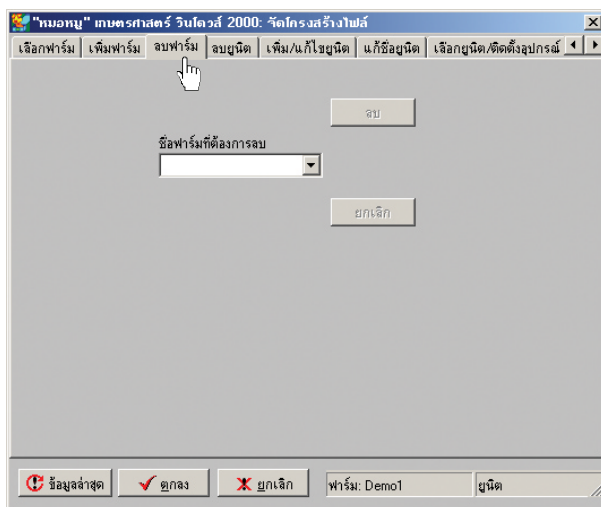 "หมอหมู" เกษตรศาสตร์ วินโดวส์ 2000: จัดโครงสร้างไฟล์
เลือกฟาร์ม เพิ่มฟาร์ม ลบฟาร์ม ลบยูนิต เพิ่ม/แก้ไขยูนิต แก้ชื่อยูนิต เลือกยูนิต/ติดตั้งอุปกรณ์
ลบ
ชื่อฟาร์มที่ต้องการลบ
ยกเลิก
ข้อมูลล่าสุด ตกลง ยกเลิก ฟาร์ม: Demo1 ยูนิต